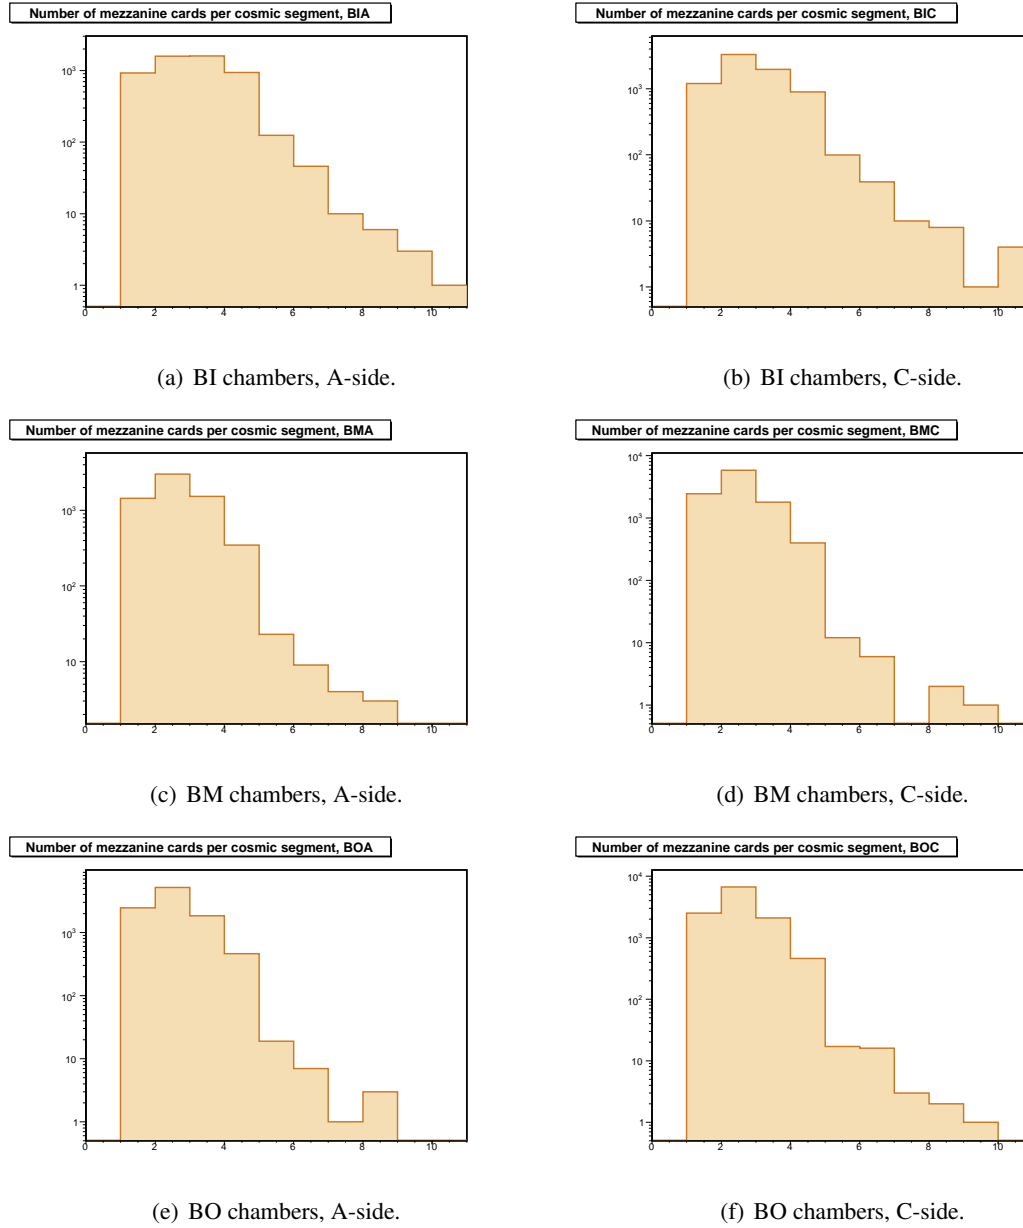 Number of mezzanine cards per cosmic segment, BIA
10³
10²
10
1
0 2 4 6 8 10
(a) BI chambers, A-side.
Number of mezzanine cards per cosmic segment, BIC
10³
10²
10
1
0 2 4 6 8 10
(b) BI chambers, C-side.
Number of mezzanine cards per cosmic segment, BMA
10³
10²
10
0 2 4 6 8 10
(c) BM chambers, A-side.
Number of mezzanine cards per cosmic segment, BMC
10⁴
10³
10²
10
1
0 2 4 6 8 10
(d) BM chambers, C-side.
Number of mezzanine cards per cosmic segment, BOA
10³
10²
10
1
0 2 4 6 8 10
(e) BO chambers, A-side.
Number of mezzanine cards per cosmic segment, BOC
10⁴
10³
10²
10
1
0 2 4 6 8 10
(f) BO chambers, C-side.